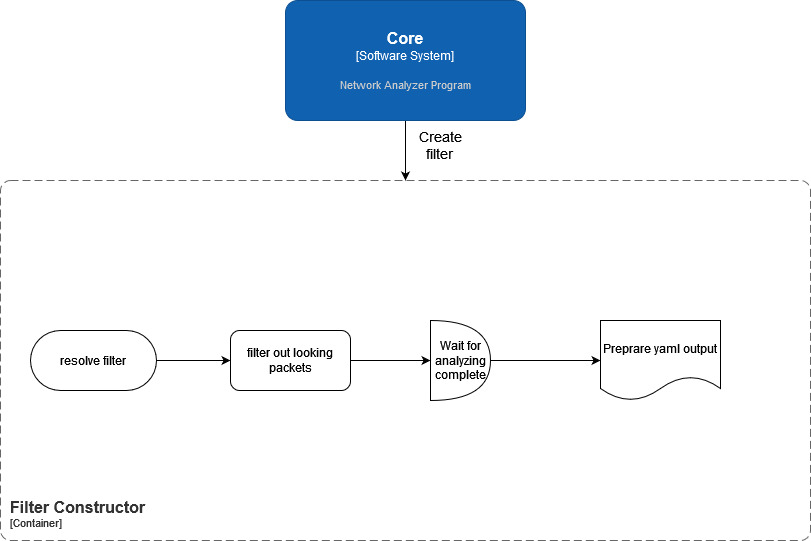 Core
[Software System]
Network Analyzer Program
Create
filter
resolve filter
filter out looking
packets
Wait for
analyzing
complete
Preprare yaml output
Filter Constructor
[Container]